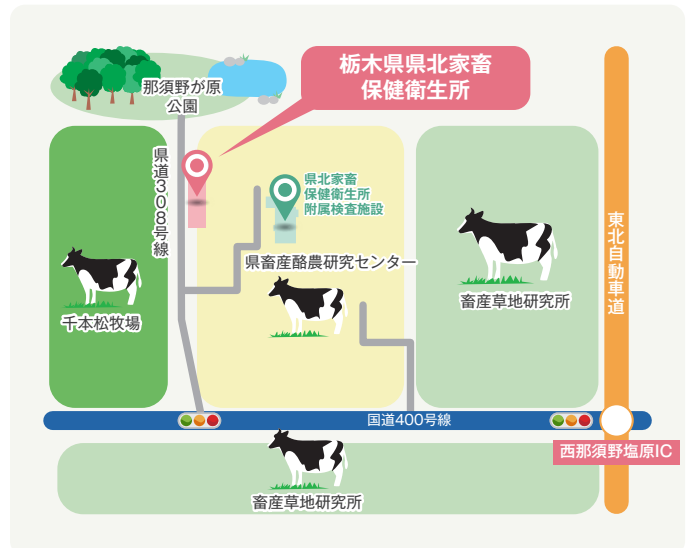 栃木県県北家畜
保健衛生所
那須野が原
公園
県道308号線
県北家畜
保健衛生所
附属検査施設
県畜産酪農研究センター
千本松牧場
畜産草地研究所
東北自動車道
国道400号線
西那須野塩原IC
畜産草地研究所